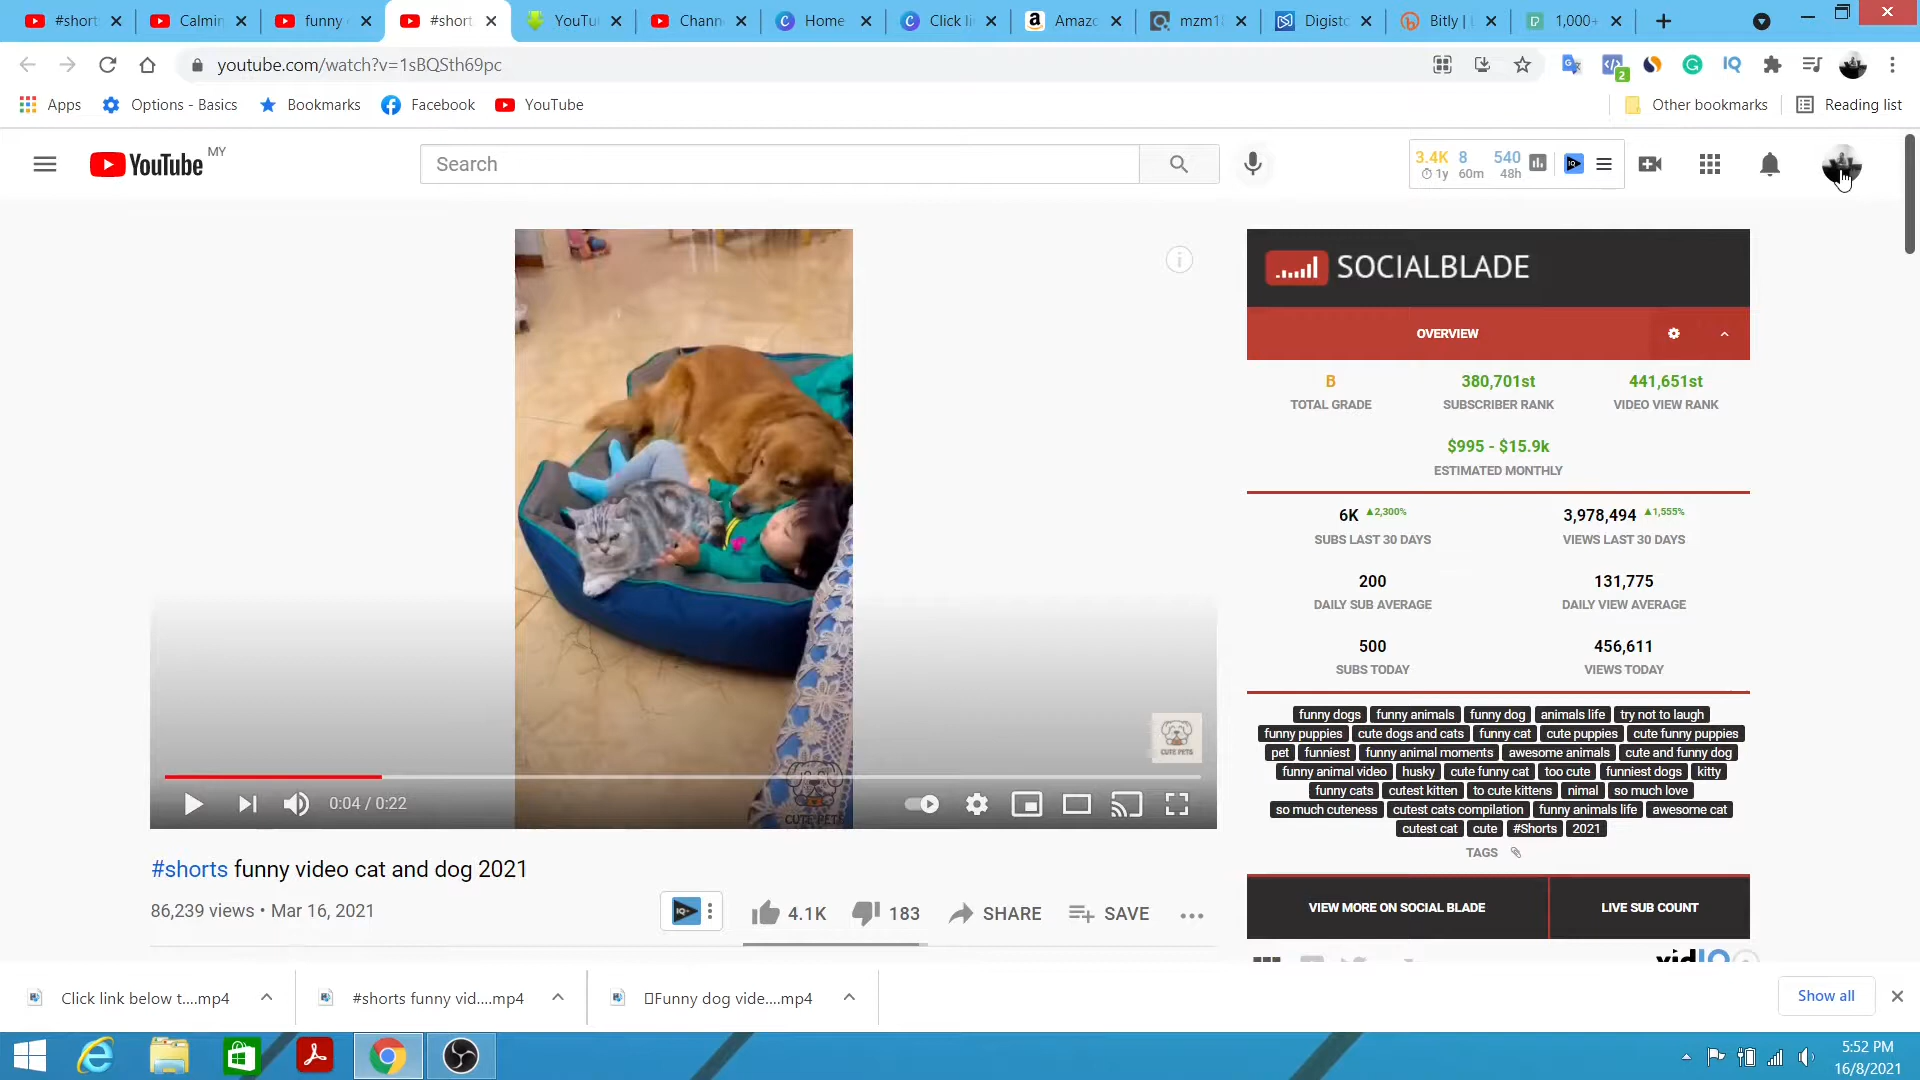 #short
Calmin
funny
#short
YouTu
Chann
Home
Click li
Amazo
mzm1
Digisto
Bitly |
1,000+
youtube.com/watch?v=1sBQSth69pc
2
Apps
Options - Basics
Bookmarks
Facebook
YouTube
Other bookmarks
Reading list
YouTube MY
Search
3.4K 8 540
1y 60m 48h
SOCIALBLADE
OVERVIEW
B 380,701st 441,651st
TOTAL GRADE SUBSCRIBER RANK VIDEO VIEW RANK
$995 - $15.9k
ESTIMATED MONTHLY
6K ▲2,300% 3,978,494 ▲1,555%
SUBS LAST 30 DAYS VIEWS LAST 30 DAYS
200 131,775
DAILY SUB AVERAGE DAILY VIEW AVERAGE
500 456,611
SUBS TODAY VIEWS TODAY
funny dogs funny animals funny dog animals life try not to laugh
funny puppies cute dogs and cats funny cat cute puppies cute funny puppies
pet funniest funny animal moments awesome animals cute and funny dog
funny animal video husky cute funny cat too cute funniest dogs kitty
funny cats cutest kitten to cute kittens nimal so much love
so much cuteness cutest cats compilation funny animals life awesome cat
cutest cat cute #Shorts 2021
TAGS
VIEW MORE ON SOCIAL BLADE LIVE SUB COUNT
vidIQ
CUTE PETS
CUTE PETS
0:04 / 0:22
#shorts funny video cat and dog 2021
86,239 views • Mar 16, 2021
IQ
4.1K 183 SHARE SAVE
Click link below t....mp4
#shorts funny vid....mp4
▯Funny dog vide....mp4
Show all
5:52 PM
16/8/2021